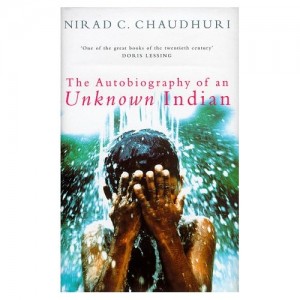 NIRAD C. CHAUDHURI
'One of the great books of the twentieth century'
DORIS LESSING
The Autobiography of an
Unknown Indian